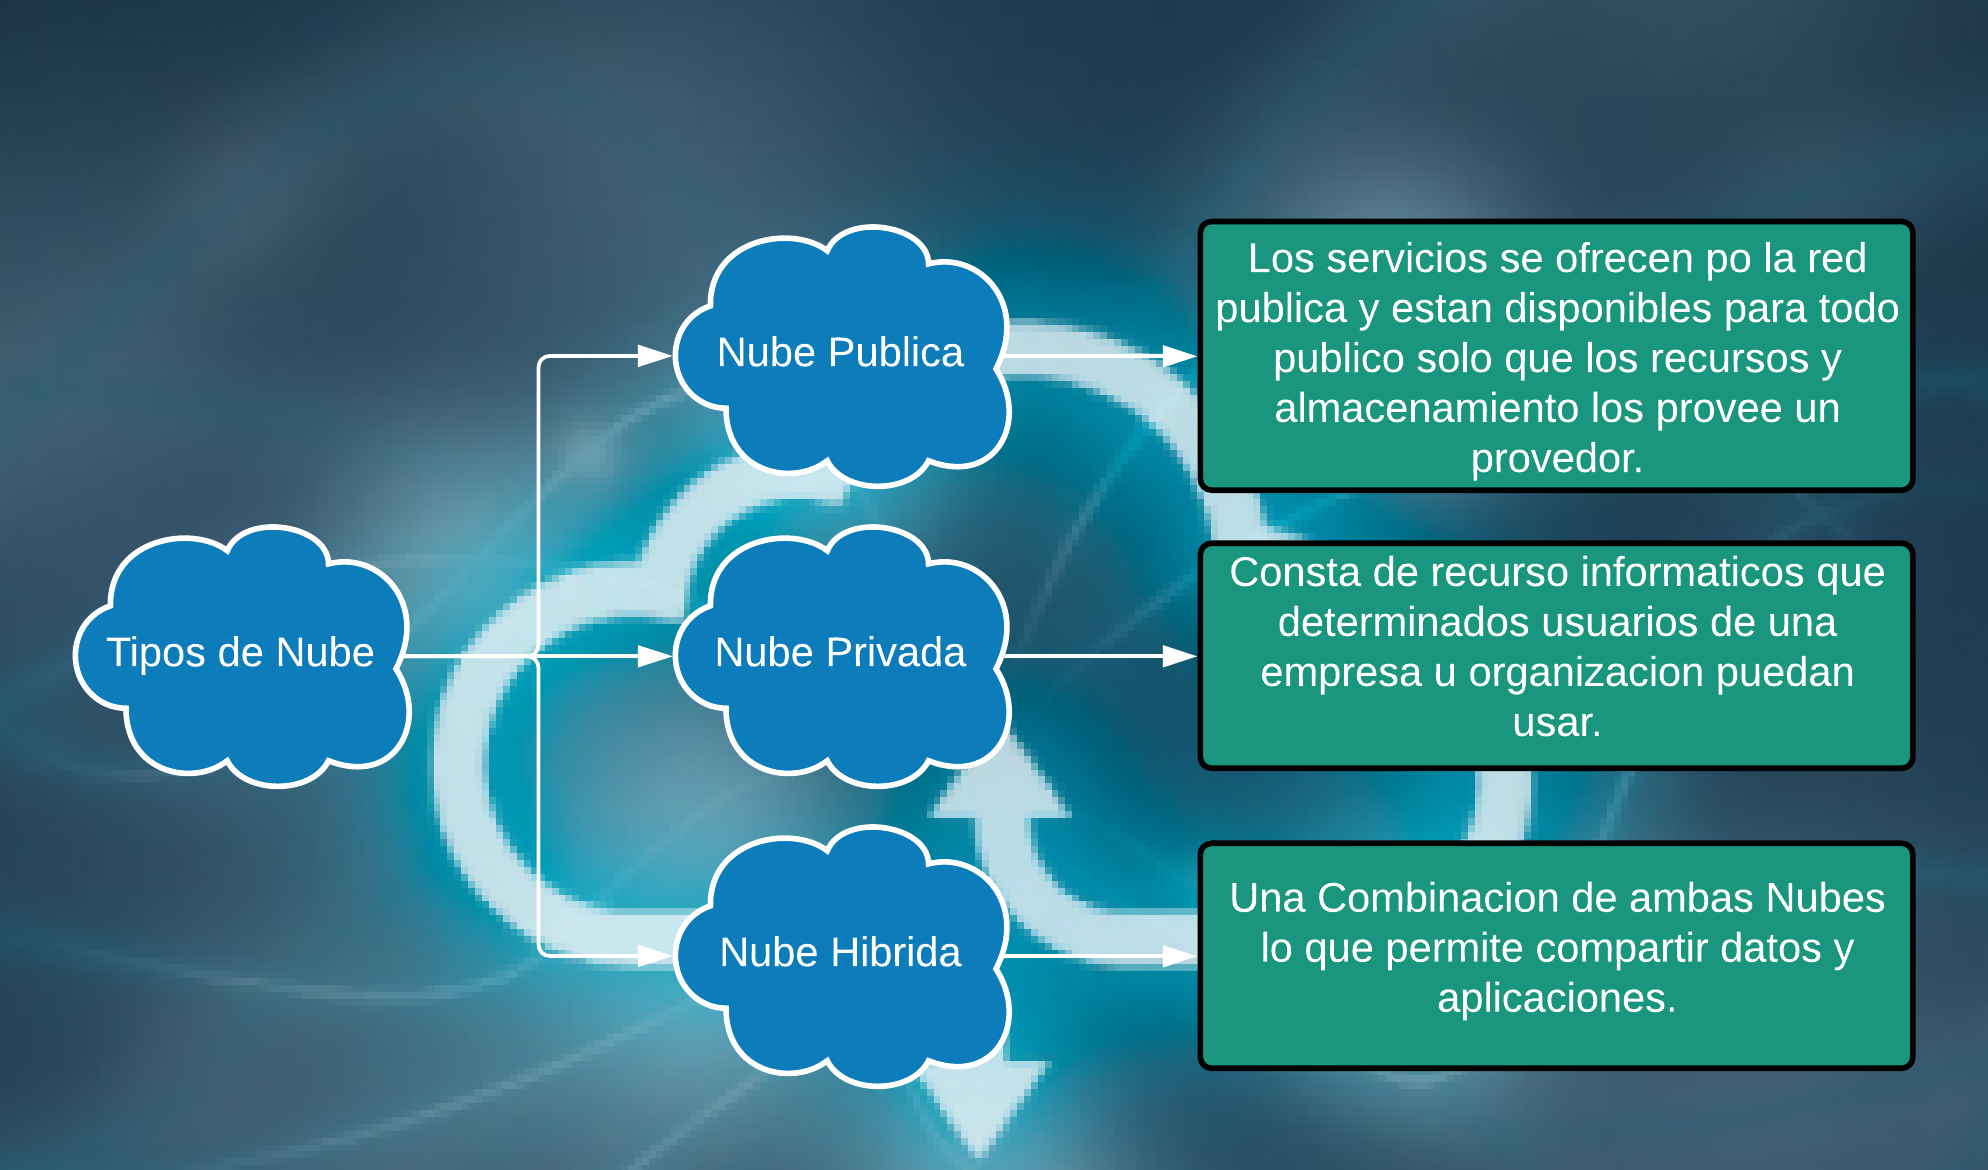 Tipos de Nube
Nube Publica
Los servicios se ofrecen po la red
publica y estan disponibles para todo
publico solo que los recursos y
almacenamiento los provee un
provedor.
Nube Privada
Consta de recurso informaticos que
determinados usuarios de una
empresa u organizacion puedan
usar.
Nube Hibrida
Una Combinacion de ambas Nubes
lo que permite compartir datos y
aplicaciones.